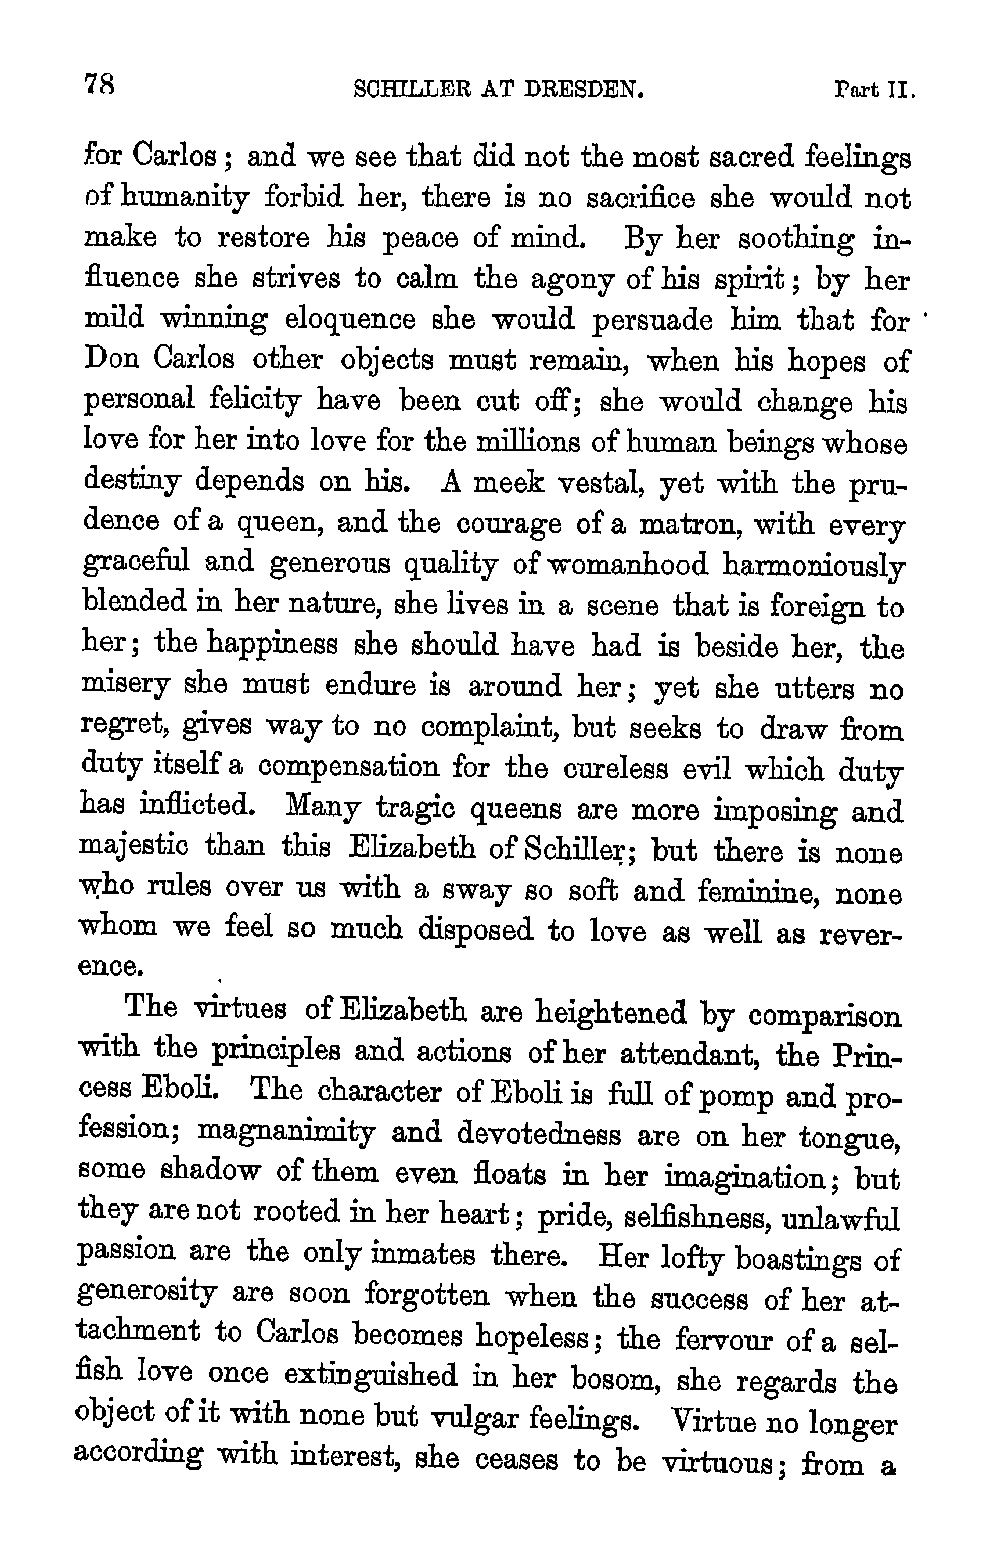 78 SCHILLER AT DRESDEN. Part II.
for Carlos; and we see that did not the most sacred feelings
of humanity forbid her, there is no sacrifice she would not
make to restore his peace of mind. By her soothing in-
fluence she strives to calm the agony of his spirit; by her
mild winning eloquence she would persuade him that for
Don Carlos other objects must remain, when his hopes of
personal felicity have been cut off; she would change his
love for her into love for the millions of human beings whose
destiny depends on his. A meek vestal, yet with the pru-
dence of a queen, and the courage of a matron, with every
graceful and generous quality of womanhood harmoniously
blended in her nature, she lives in a scene that is foreign to
her; the happiness she should have had is beside her, the
misery she must endure is around her; yet she utters no
regret, gives way to no complaint, but seeks to draw from
duty itself a compensation for the cureless evil which duty
has inflicted. Many tragic queens are more imposing and
majestic than this Elizabeth of Schiller; but there is none
who rules over us with a sway so soft and feminine, none
whom we feel so much disposed to love as well as rever-
ence.
The virtues of Elizabeth are heightened by comparison
with the principles and actions of her attendant, the Prin-
cess Eboli. The character of Eboli is full of pomp and pro-
fession; magnanimity and devotedness are on her tongue,
some shadow of them even floats in her imagination; but
they are not rooted in her heart; pride, selfishness, unlawful
passion are the only inmates there. Her lofty boastings of
generosity are soon forgotten when the success of her at-
tachment to Carlos becomes hopeless; the fervour of a sel-
fish love once extinguished in her bosom, she regards the
object of it with none but vulgar feelings. Virtue no longer
according with interest, she ceases to be virtuous; from a